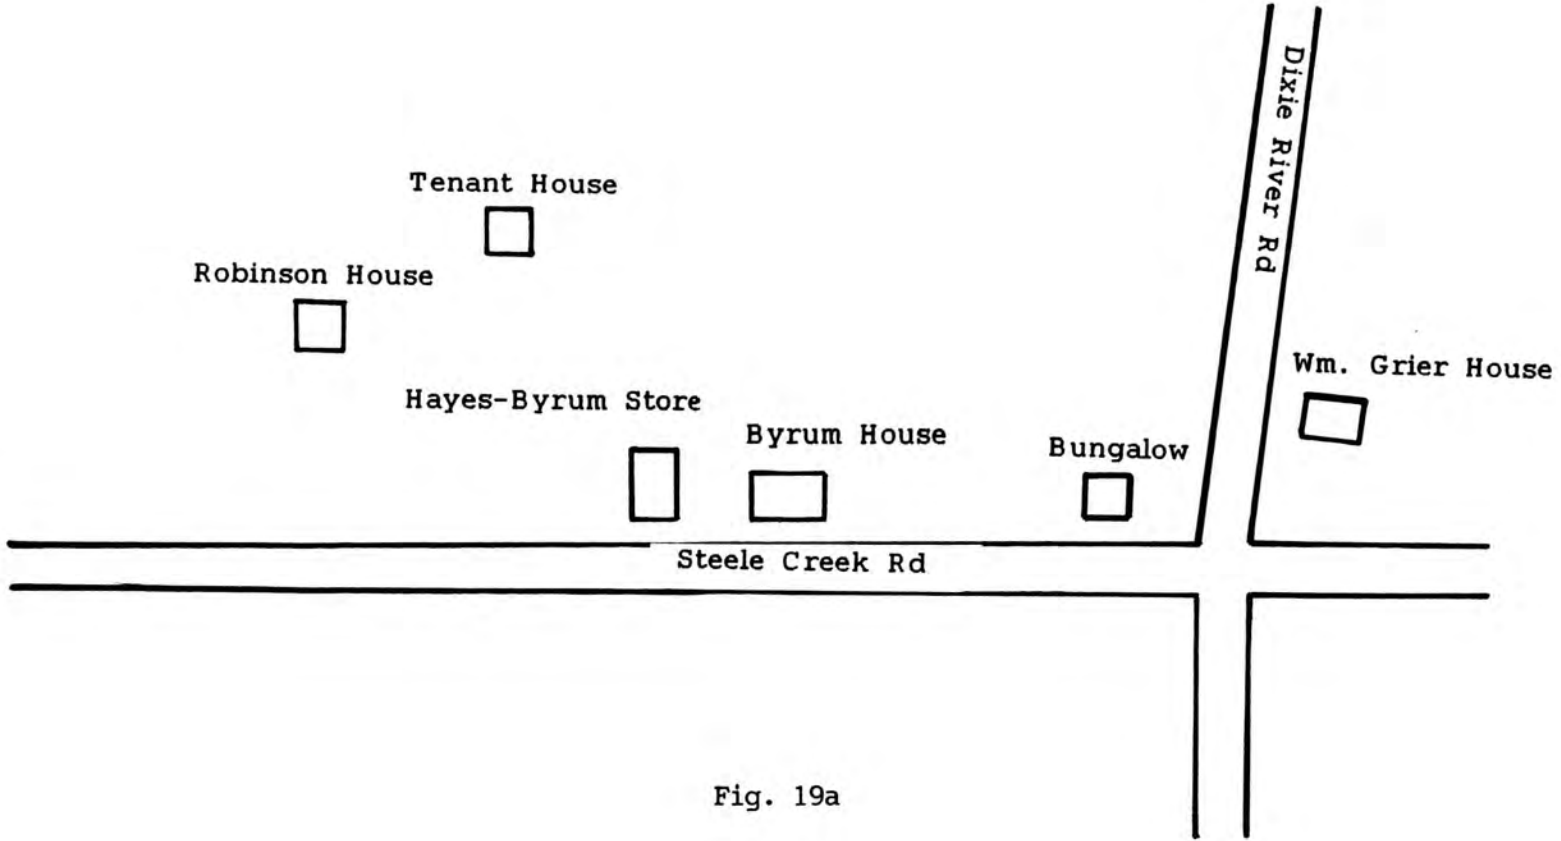 Dixie River Rd
Tenant House
Robinson House
Wm. Grier House
Hayes-Byrum Store
Byrum House
Bungalow
Steele Creek Rd
Fig. 19a